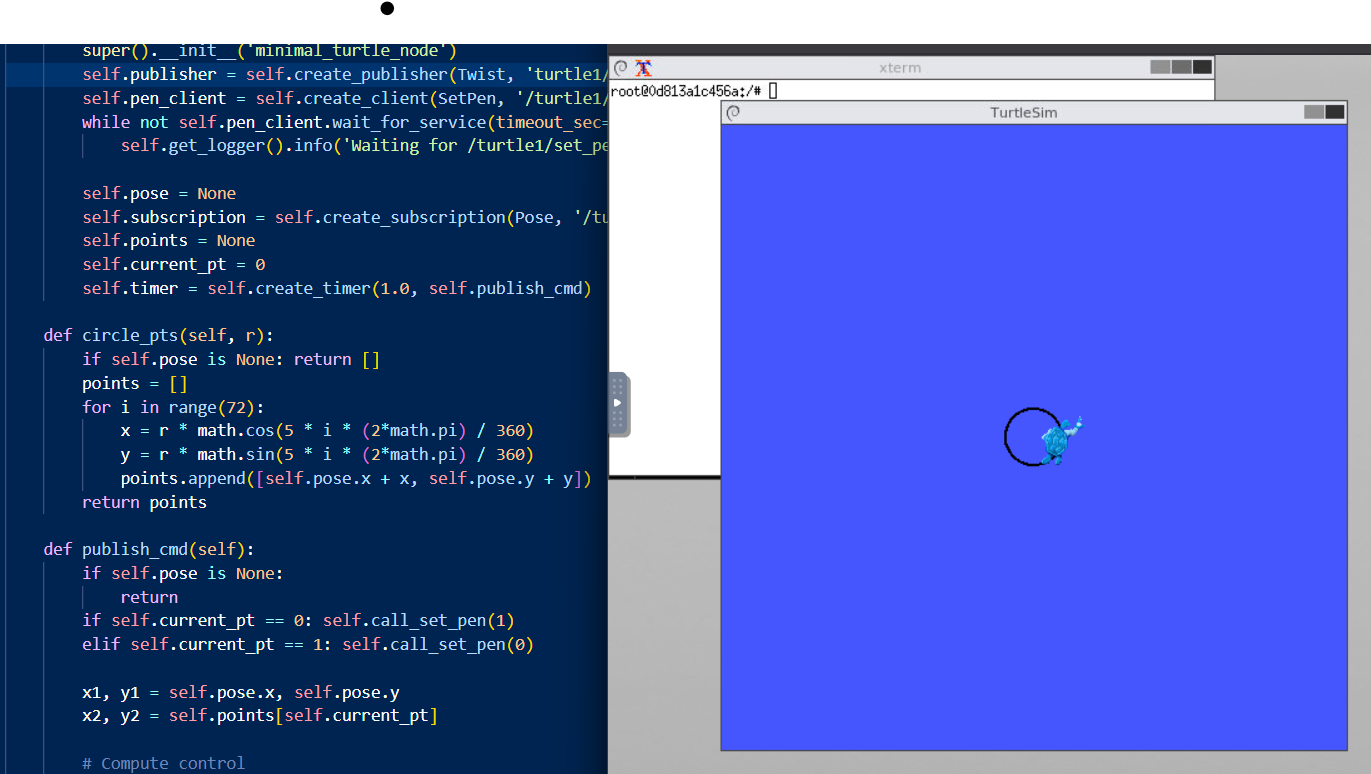 super().__init__('minimal_turtle_node')
self.publisher = self.create_publisher(Twist, 'turtle1/
self.pen_client = self.create_client(SetPen, '/turtle1/
while not self.pen_client.wait_for_service(timeout_sec=
self.get_logger().info('Waiting for /turtle1/set_pe
self.pose = None
self.subscription = self.create_subscription(Pose, '/tu
self.points = None
self.current_pt = 0
self.timer = self.create_timer(1.0, self.publish_cmd)
def circle_pts(self, r):
if self.pose is None: return []
points = []
for i in range(72):
x = r * math.cos(5 * i * (2*math.pi) / 360)
y = r * math.sin(5 * i * (2*math.pi) / 360)
points.append([self.pose.x + x, self.pose.y + y])
return points
def publish_cmd(self):
if self.pose is None:
return
if self.current_pt == 0: self.call_set_pen(1)
elif self.current_pt == 1: self.call_set_pen(0)
x1, y1 = self.pose.x, self.pose.y
x2, y2 = self.points[self.current_pt]
# Compute control
xterm
root@0d813a1c456a:/#
TurtleSim